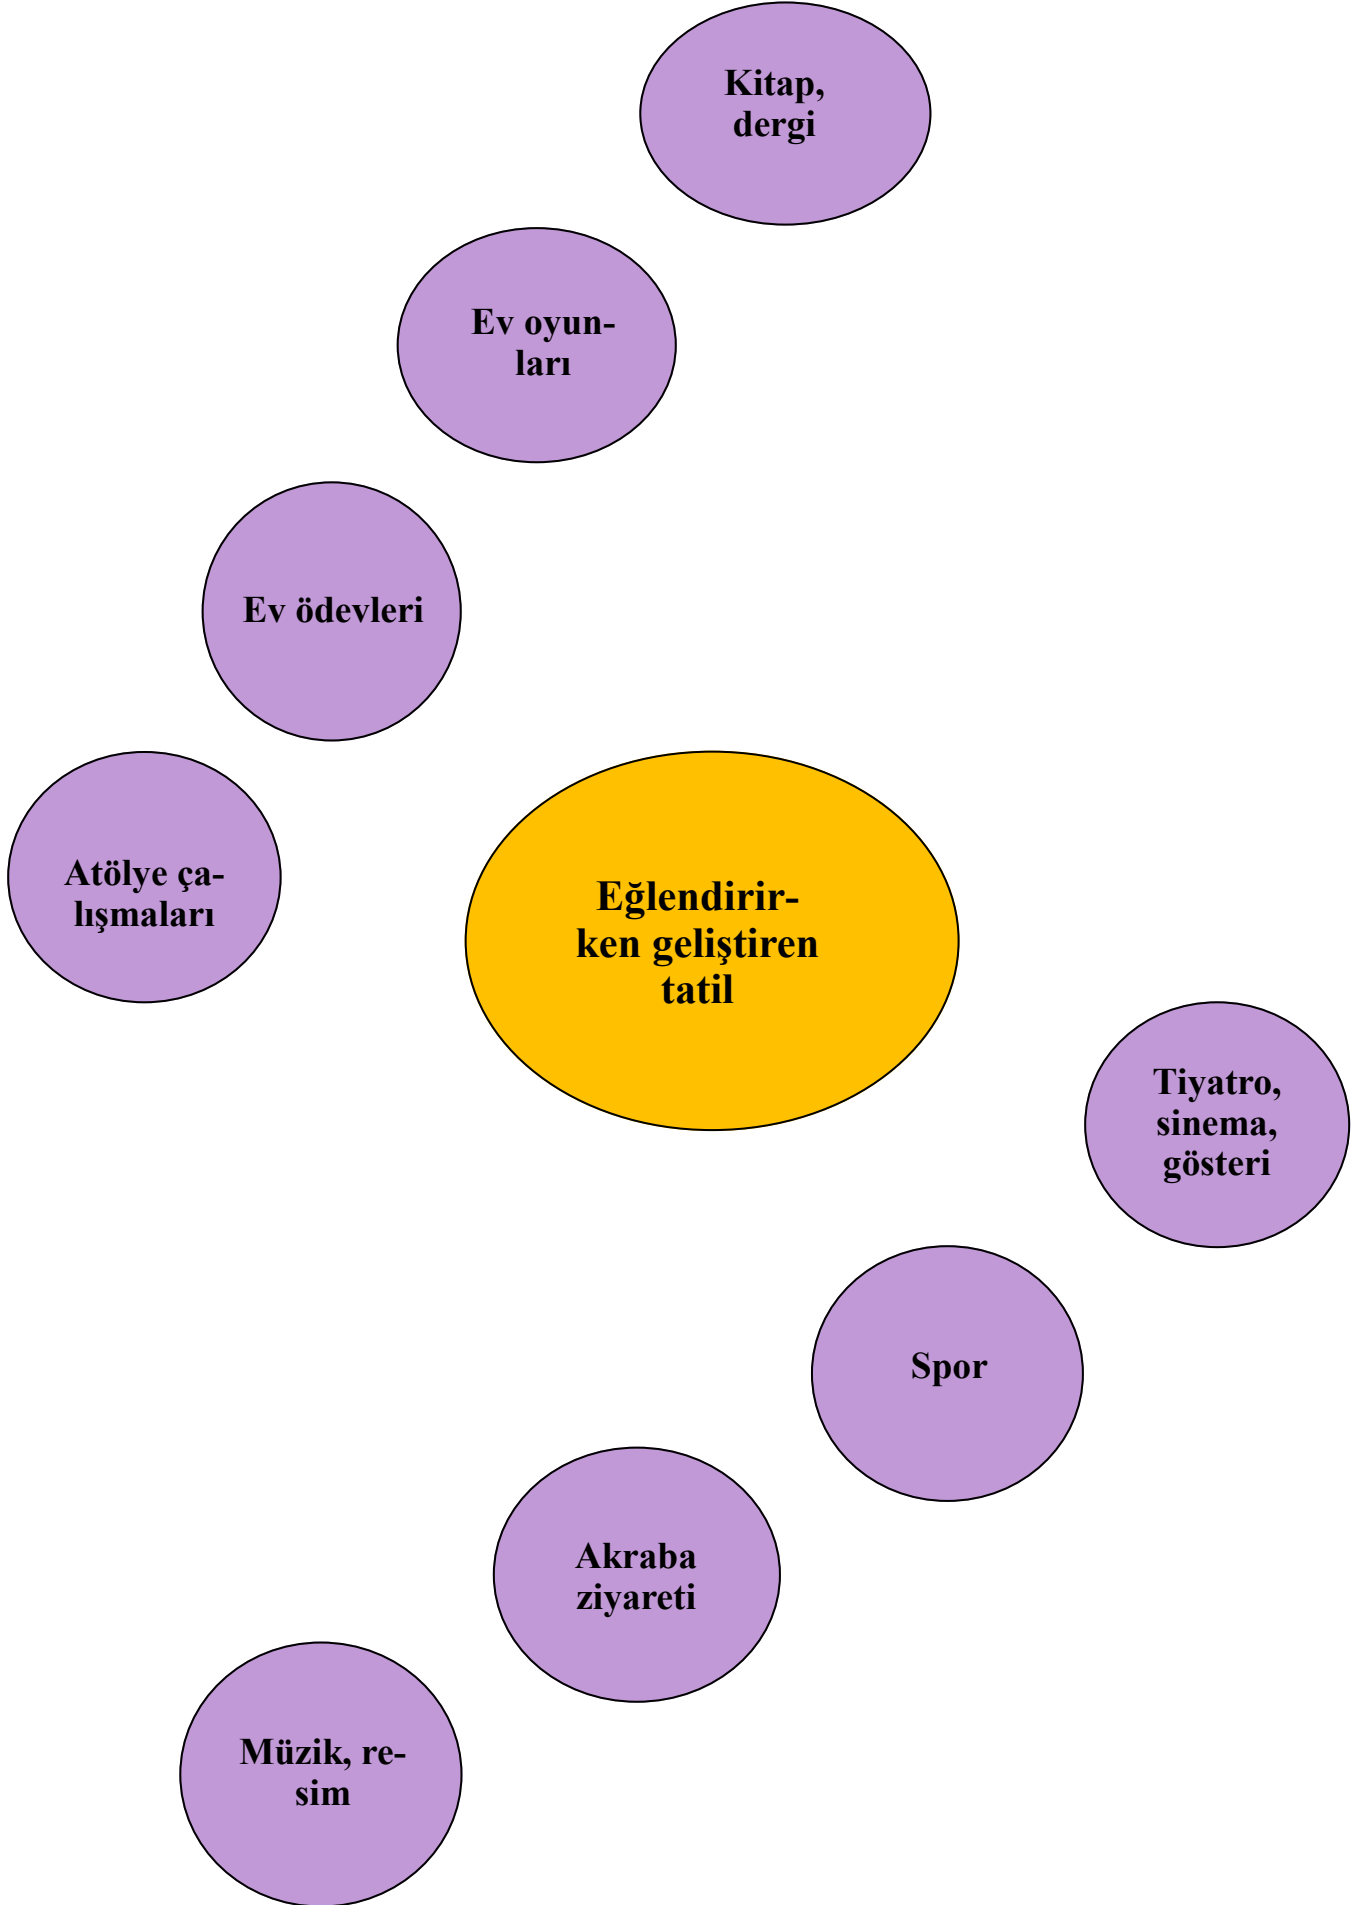 Kitap,
dergi
Ev oyun-
ları
Ev ödevleri
Atölye ça-
lışmaları
Eğlendirir-
ken geliştiren
tatil
Tiyatro,
sinema,
gösteri
Spor
Akraba
ziyareti
Müzik, re-
sim